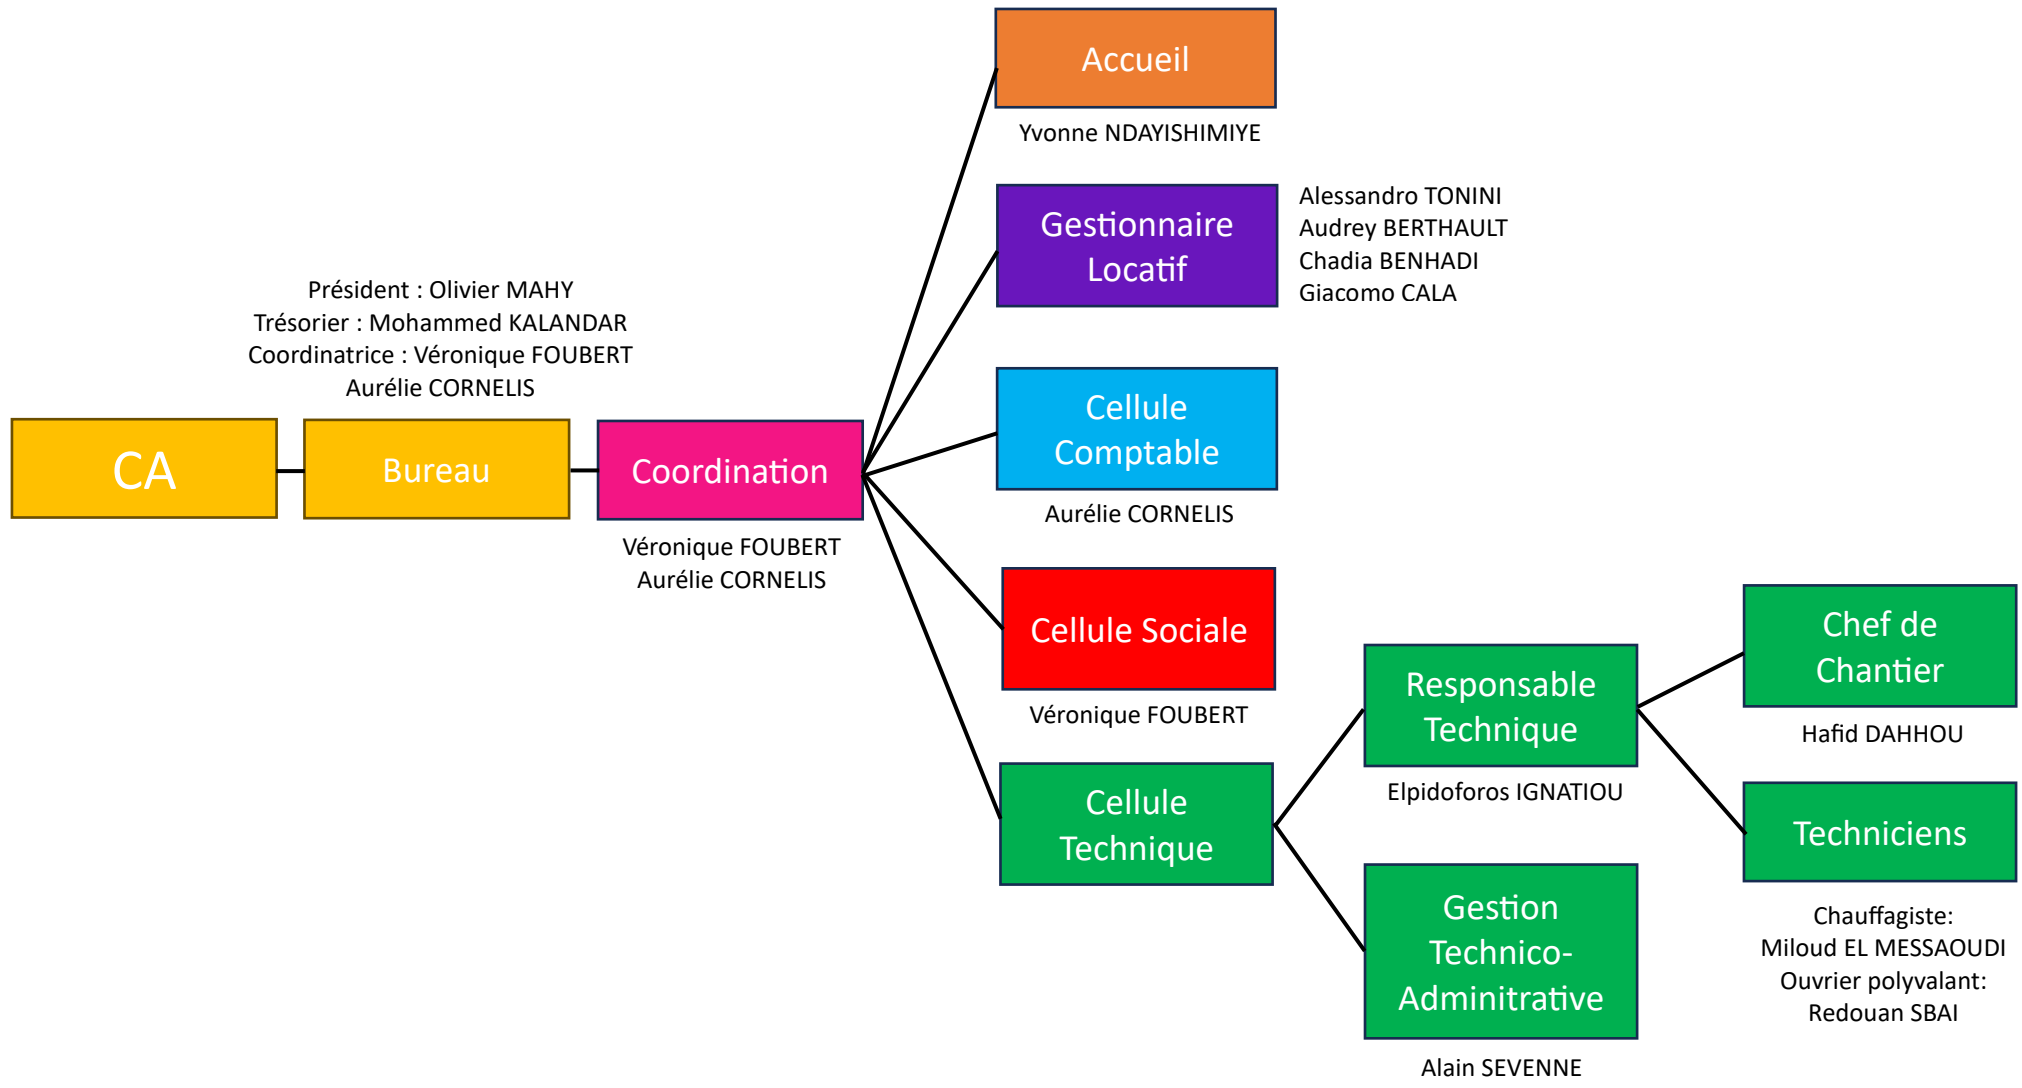 Accueil
Yvonne NDAYISHIMIYE
Gestionnaire
Locatif
Alessandro TONINI
Audrey BERTHAULT
Chadia BENHADI
Giacomo CALA
Président : Olivier MAHY
Trésorier : Mohammed KALANDAR
Coordinatrice : Véronique FOUBERT
Aurélie CORNELIS
CA
Bureau
Coordination
Véronique FOUBERT
Aurélie CORNELIS
Cellule
Comptable
Aurélie CORNELIS
Cellule Sociale
Véronique FOUBERT
Cellule
Technique
Responsable
Technique
Elpidoforos IGNATIOU
Gestion
Technico-
Adminitrative
Alain SEVENNE
Chef de
Chantier
Hafid DAHHOU
Techniciens
Chauffagiste:
Miloud EL MESSAOUDI
Ouvrier polyvalant:
Redouan SBAI